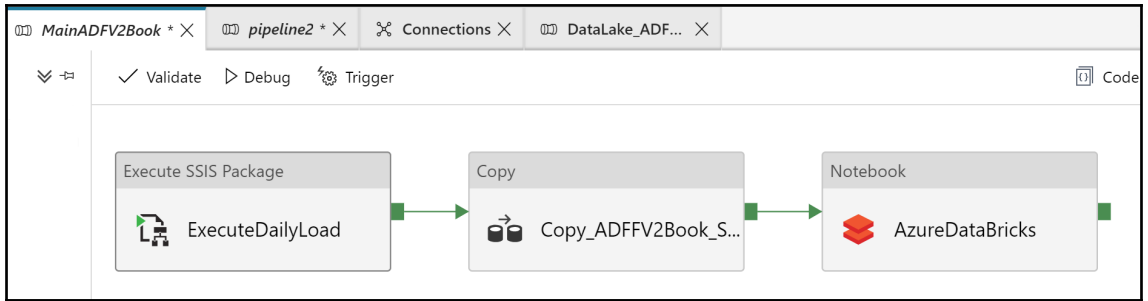 MainADFV2Book * pipeline2 * Connections DataLake_ADF...
Validate Debug Trigger Code
Execute SSIS Package Copy Notebook
ExecuteDailyLoad Copy_ADFFV2Book_S... AzureDataBricks